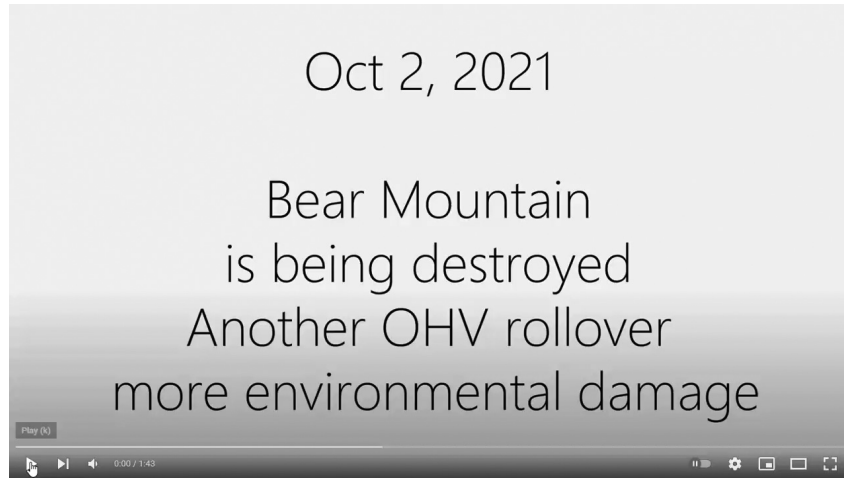 Oct 2, 2021
Bear Mountain
is being destroyed
Another OHV rollover
more environmental damage
Play (k)
0:00 / 1:43